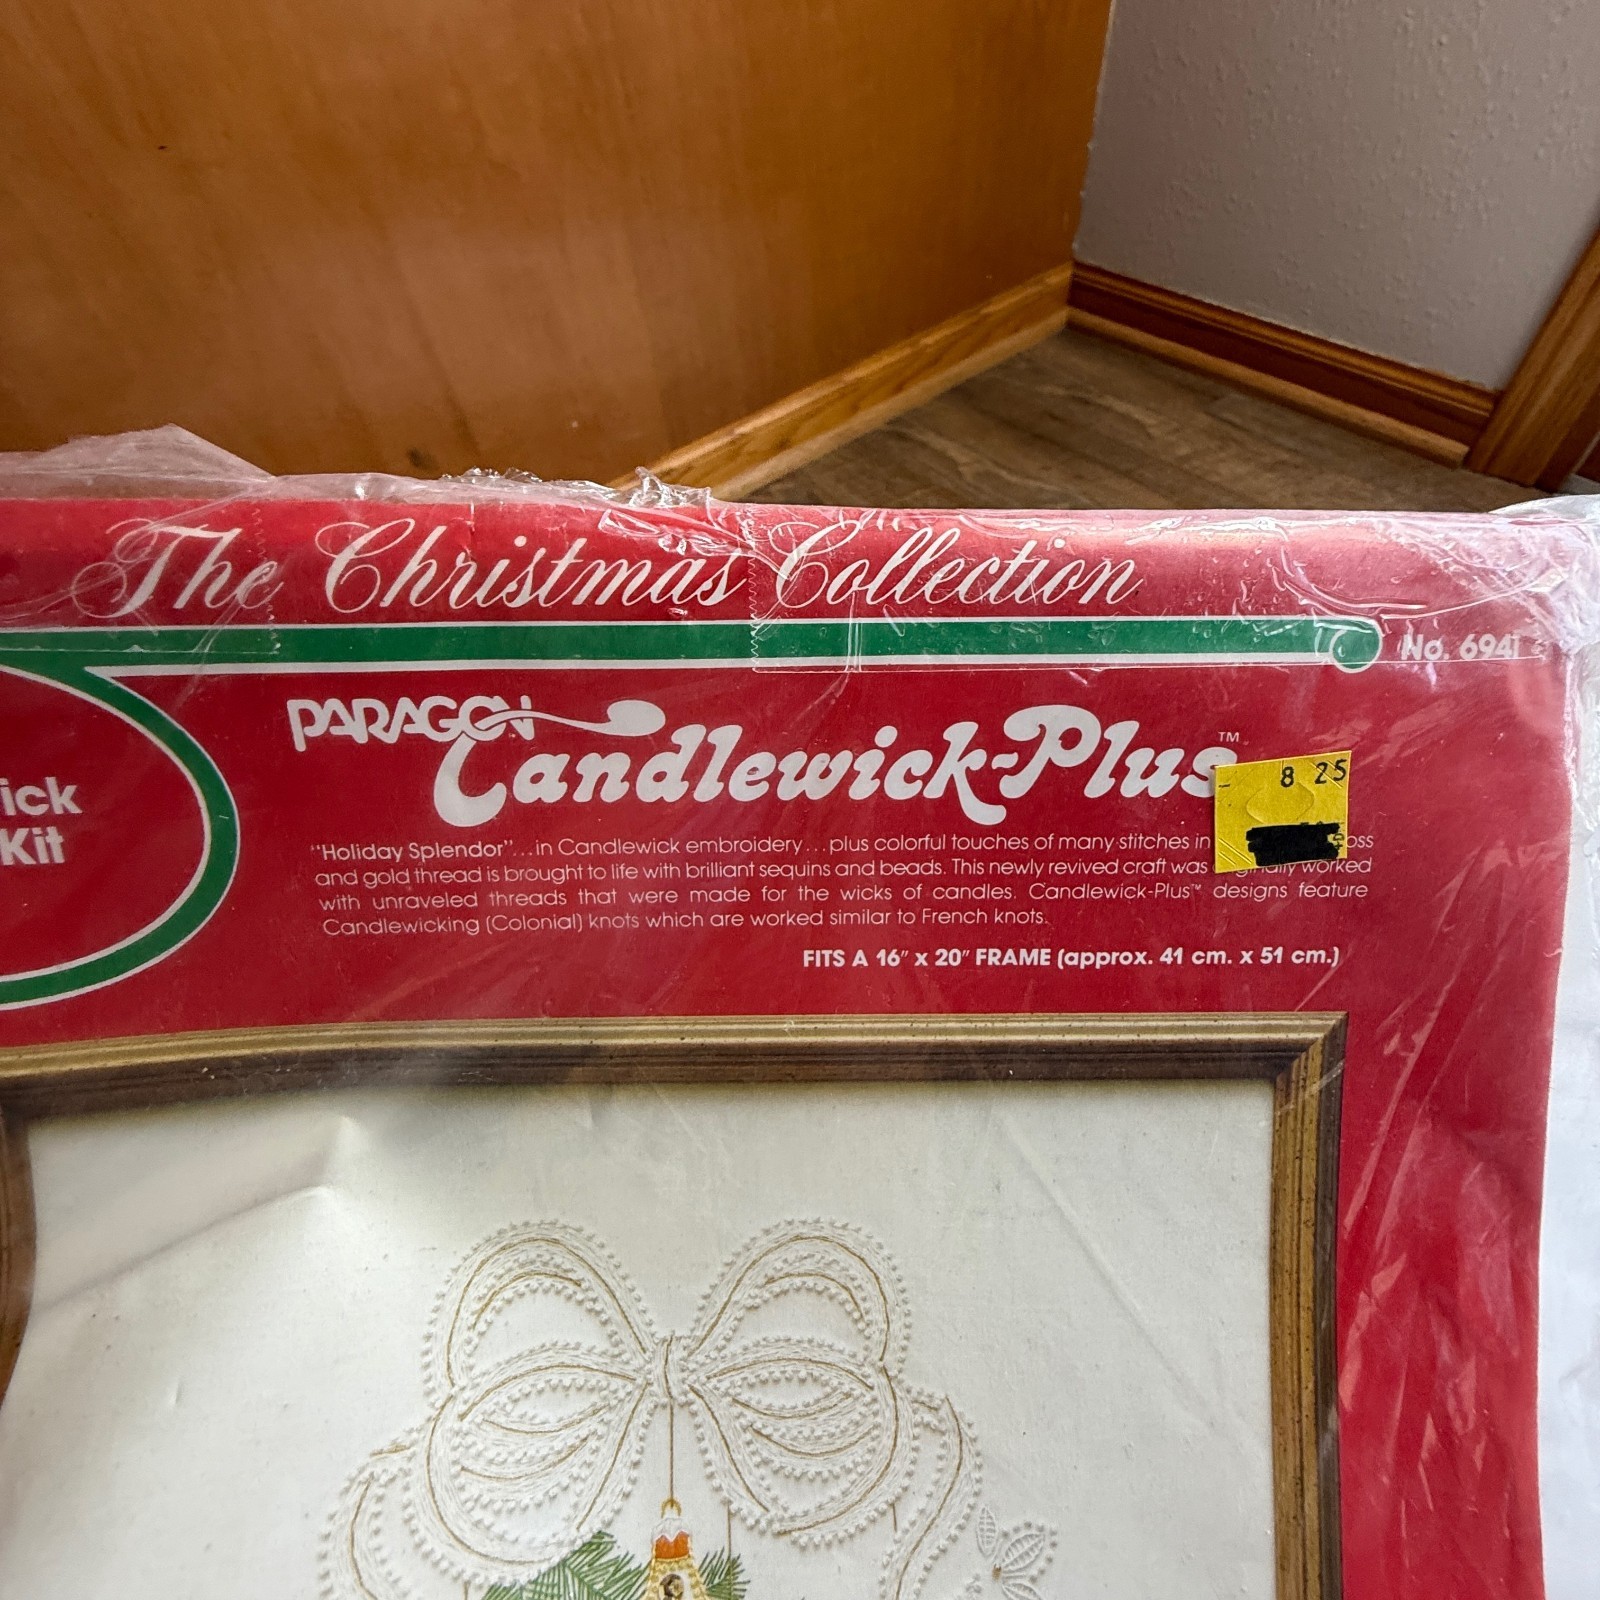 The Christmas Collection
No. 6941
PARAGON
Candlewick-Plus™
8 25
ick
Kit
"Holiday Splendor"...in Candlewick embroidery...plus colorful touches of many stitches in
and gold thread is brought to life with brilliant sequins and beads. This newly revived craft was worked
with unraveled threads that were made for the wicks of candles. Candlewick-Plus™ designs feature
Candlewicking (Colonial) knots which are worked similar to French knots.
FITS A 16" x 20" FRAME (approx. 41 cm. x 51 cm.)